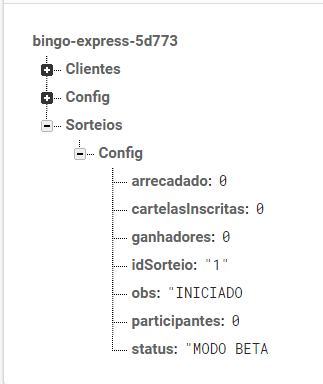 bingo-express-5d773
Clientes
Config
Sorteios
Config
arrecadado: 0
cartelasInscritas: 0
ganhadores: 0
idSorteio: "1"
obs: "INICIADO
participantes: 0
status: "MODO BETA